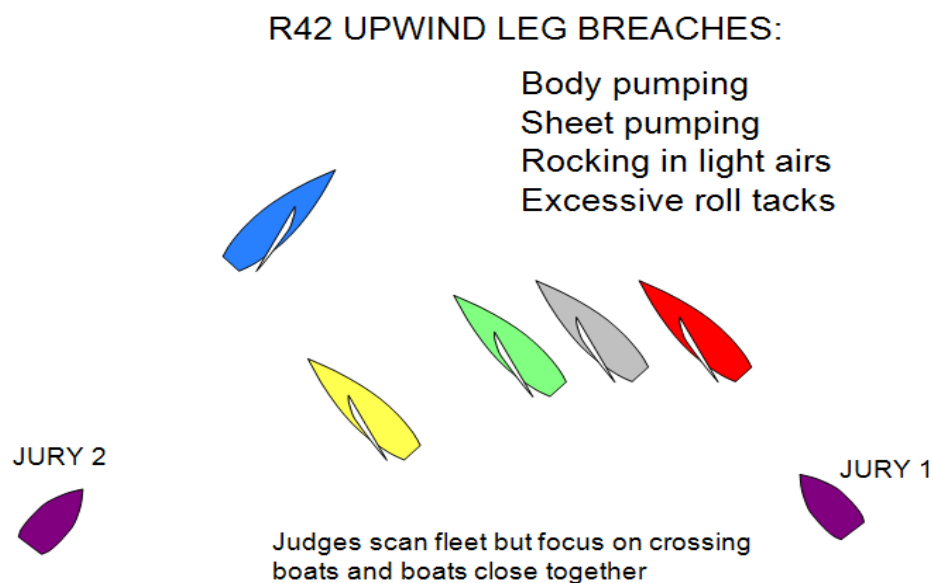 R42 UPWIND LEG BREACHES:
Body pumping
Sheet pumping
Rocking in light airs
Excessive roll tacks
JURY 2
JURY 1
Judges scan fleet but focus on crossing
boats and boats close together